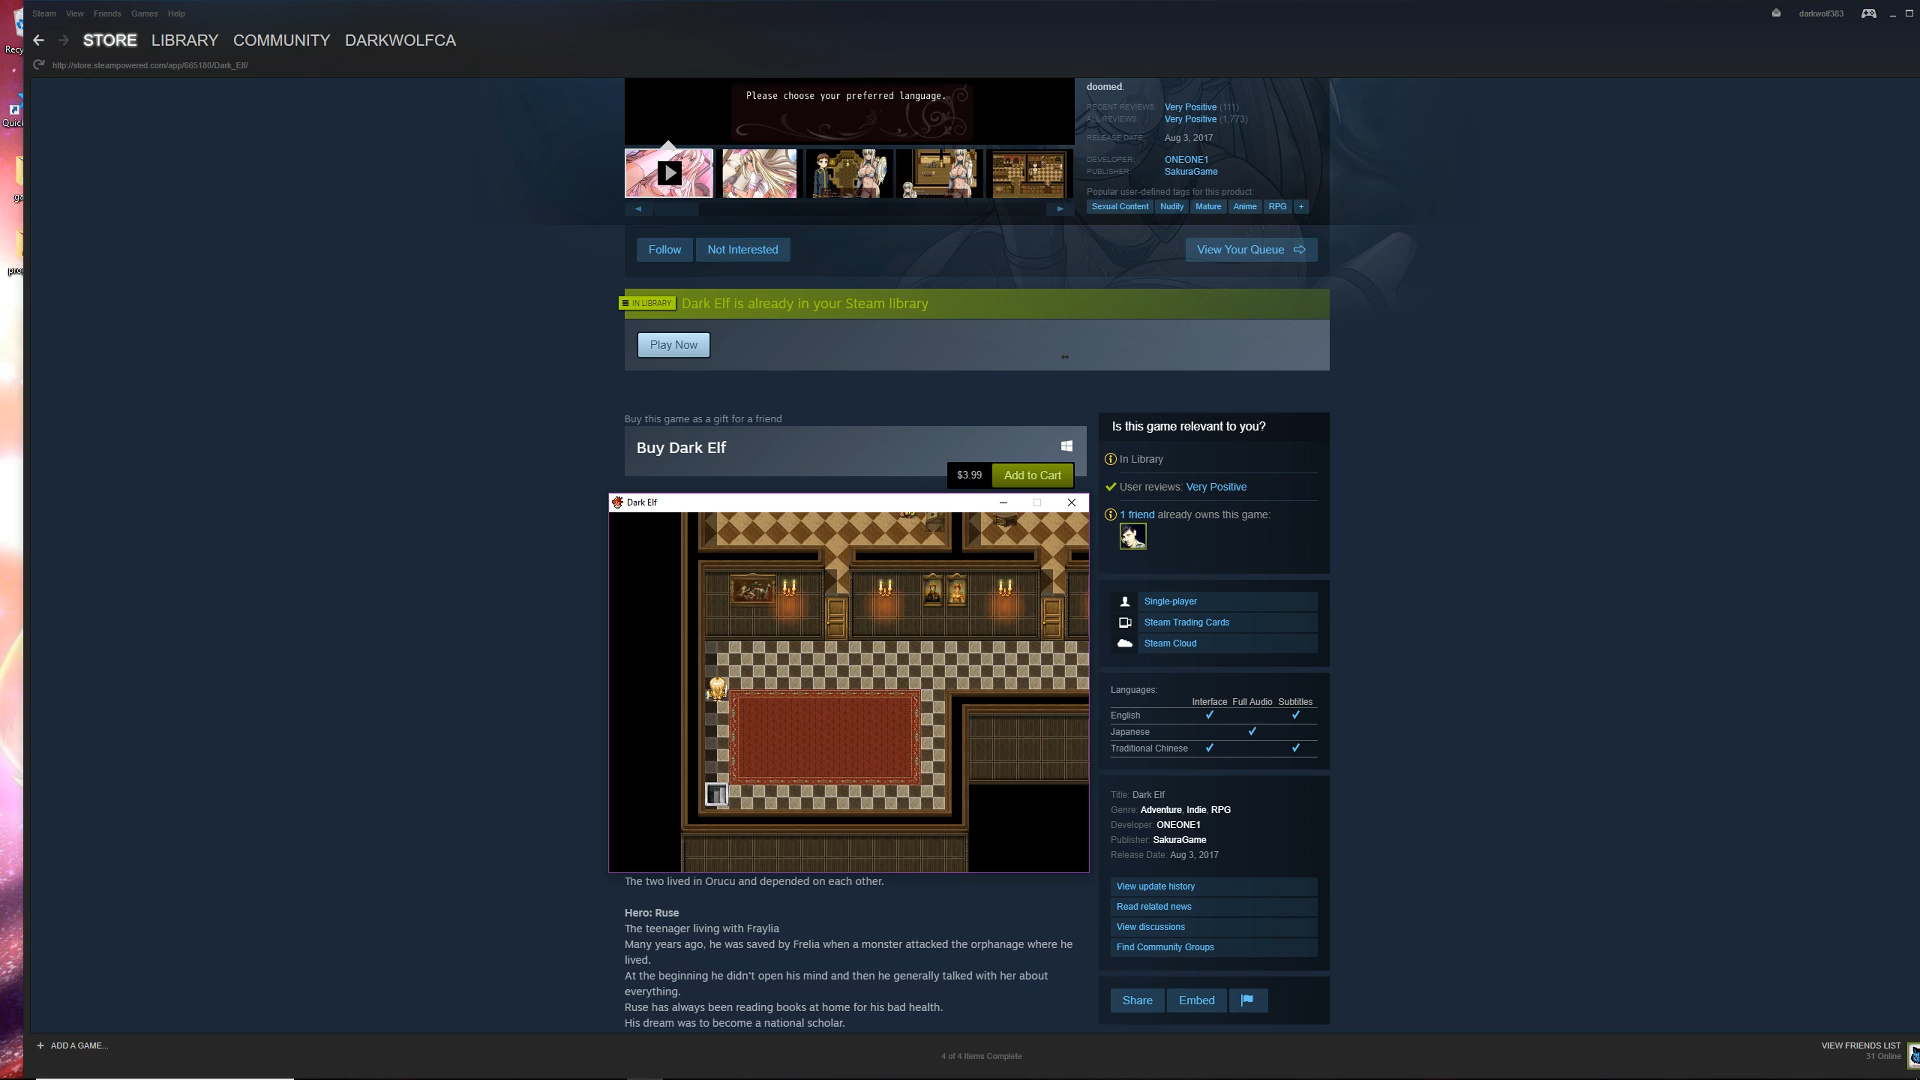 Steam View Friends Games Help
darkwolf383
STORE LIBRARY COMMUNITY DARKWOLFCA
http://store.steampowered.com/app/665180/Dark_Elf/
Recy
Quick
Please choose your preferred language.
doomed.
RECENT REVIEWS: Very Positive (111)
ALL REVIEWS: Very Positive (1,773)
RELEASE DATE: Aug 3, 2017
DEVELOPER: ONEONE1
PUBLISHER: SakuraGame
Popular user-defined tags for this product:
Sexual Content Nudity Mature Anime RPG +
Follow Not Interested View Your Queue
IN LIBRARY Dark Elf is already in your Steam library
Play Now
Buy this game as a gift for a friend
Buy Dark Elf
$3.99 Add to Cart
Dark Elf
The two lived in Orucu and depended on each other.
Hero: Ruse
The teenager living with Fraylia
Many years ago, he was saved by Frelia when a monster attacked the orphanage where he
lived.
At the beginning he didn't open his mind and then he generally talked with her about
everything.
Ruse has always been reading books at home for his bad health.
His dream was to become a national scholar.
Is this game relevant to you?
In Library
User reviews: Very Positive
1 friend already owns this game:
Single-player
Steam Trading Cards
Steam Cloud
Languages:
Interface Full Audio Subtitles
English
Japanese
Traditional Chinese
Title: Dark Elf
Genre: Adventure, Indie, RPG
Developer: ONEONE1
Publisher: SakuraGame
Release Date: Aug 3, 2017
View update history
Read related news
View discussions
Find Community Groups
Share Embed
+ ADD A GAME...
4 of 4 Items Complete
VIEW FRIENDS LIST
31 Online